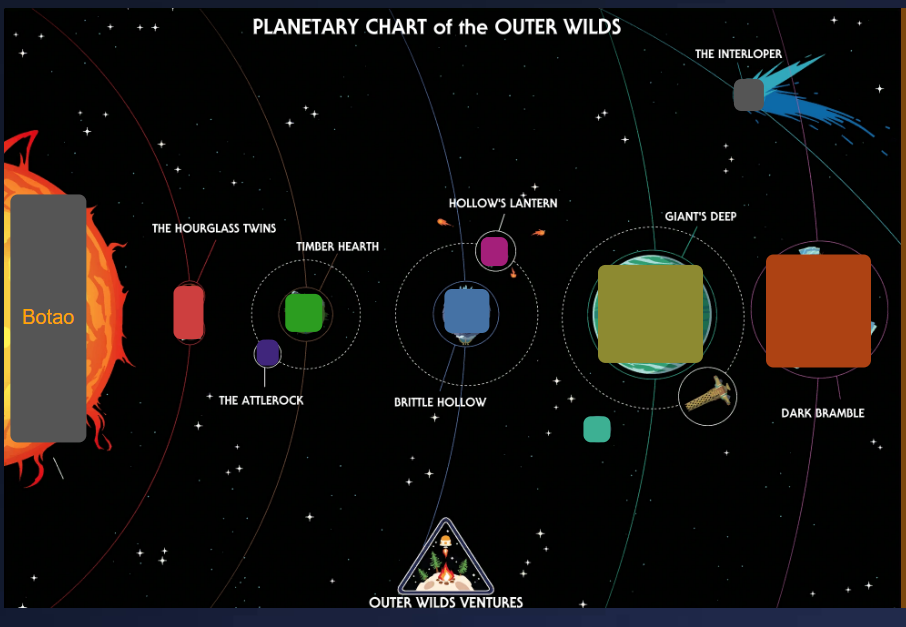 PLANETARY CHART of the OUTER WILDS
THE INTERLOPER
HOLLOW'S LANTERN
GIANT'S DEEP
THE HOURGLASS TWINS
TIMBER HEARTH
Botao
THE ATTLEROCK
BRITTLE HOLLOW
DARK BRAMBLE
OUTER WILDS VENTURES